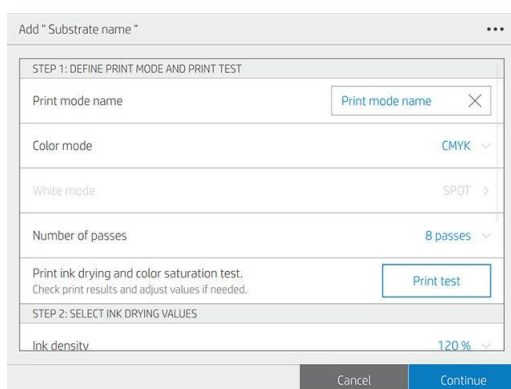 Add " Substrate name "
STEP 1: DEFINE PRINT MODE AND PRINT TEST
Print mode name Print mode name
Color mode CMYK
White mode SPOT
Number of passes 8 passes
Print ink drying and color saturation test.
Check print results and adjust values if needed.
Print test
STEP 2: SELECT INK DRYING VALUES
Ink density 120 %
Cancel Continue